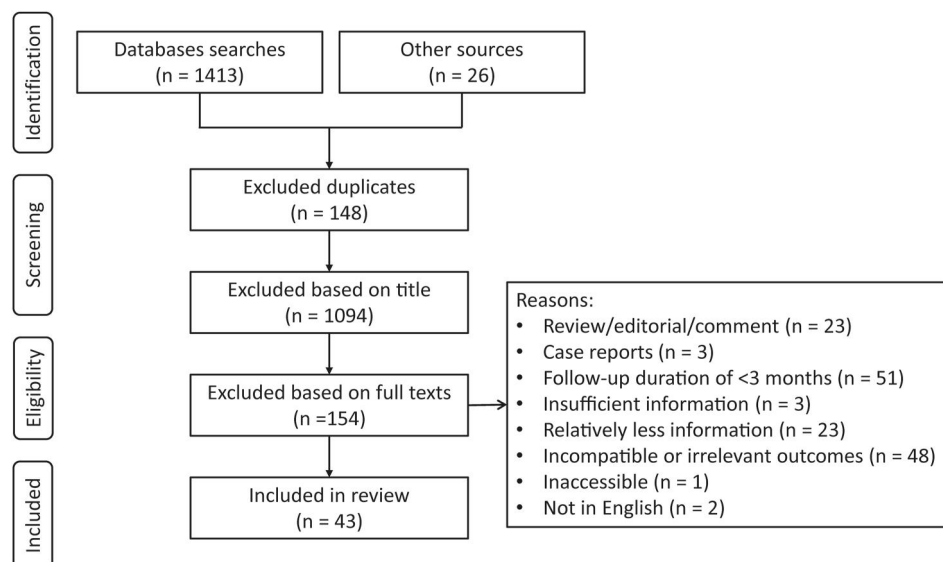 Identification
Databases searches
(n = 1413)
Other sources
(n = 26)
Screening
Excluded duplicates
(n = 148)
Excluded based on title
(n = 1094)
Eligibility
Excluded based on full texts
(n =154)
Reasons:
• Review/editorial/comment (n = 23)
• Case reports (n = 3)
• Follow-up duration of <3 months (n = 51)
• Insufficient information (n = 3)
• Relatively less information (n = 23)
• Incompatible or irrelevant outcomes (n = 48)
• Inaccessible (n = 1)
• Not in English (n = 2)
Included
Included in review
(n = 43)